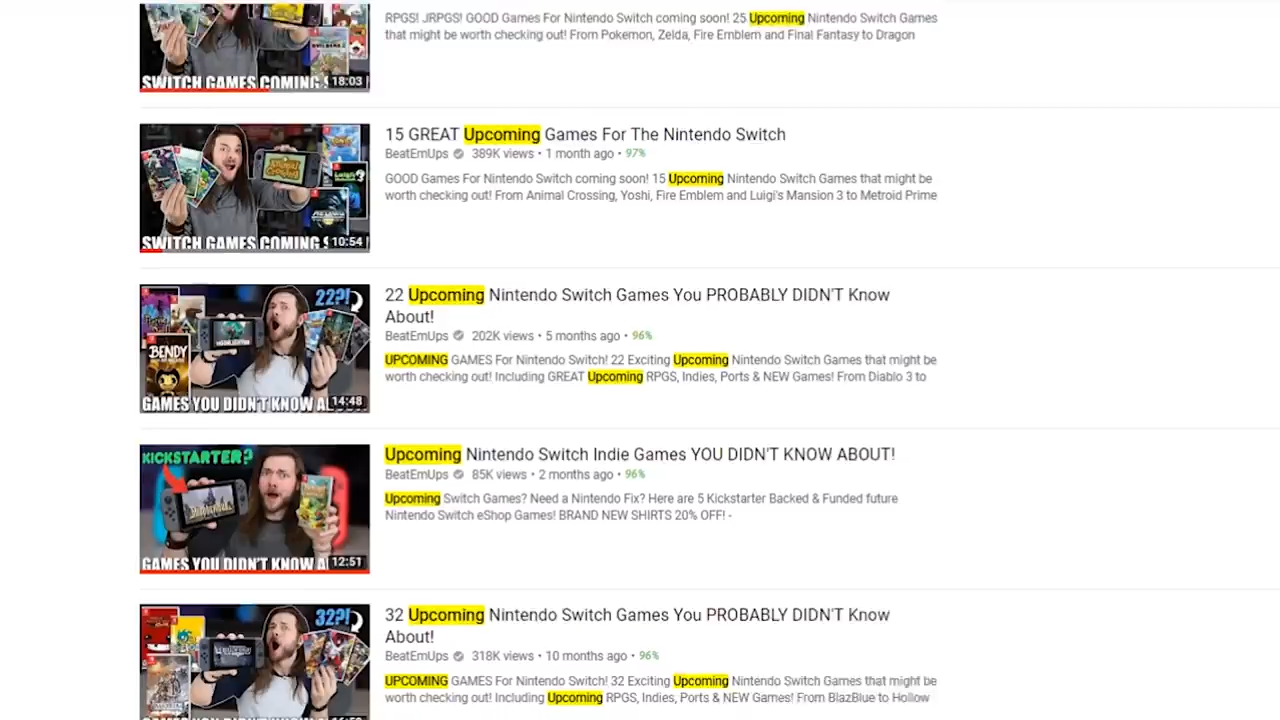 RPGS! JRPGS! GOOD Games For Nintendo Switch coming soon! 25 Upcoming Nintendo Switch Games
that might be worth checking out! From Pokemon, Zelda, Fire Emblem and Final Fantasy to Dragon
SWITCH GAMES COMING
18:03
15 GREAT Upcoming Games For The Nintendo Switch
BeatEmUps 389K views • 1 month ago • 97%
GOOD Games For Nintendo Switch coming soon! 15 Upcoming Nintendo Switch Games that might be
worth checking out! From Animal Crossing, Yoshi, Fire Emblem and Luigi's Mansion 3 to Metroid Prime
SWITCH GAMES COMING
10:54
22?!
22 Upcoming Nintendo Switch Games You PROBABLY DIDN'T Know
About!
BeatEmUps 202K views • 5 months ago • 96%
BENDY
UPCOMING GAMES For Nintendo Switch! 22 Exciting Upcoming Nintendo Switch Games that might be
worth checking out! Including GREAT Upcoming RPGS, Indies, Ports & NEW Games! From Diablo 3 to
GAMES YOU DIDN'T KNOW
14:48
KICKSTARTER?
Upcoming Nintendo Switch Indie Games YOU DIDN'T KNOW ABOUT!
BeatEmUps 85K views • 2 months ago • 96%
Upcoming Switch Games? Need a Nintendo Fix? Here are 5 Kickstarter Backed & Funded future
Nintendo Switch eShop Games! BRAND NEW SHIRTS 20% OFF! -
GAMES YOU DIDN'T KNOW
12:51
32?!
32 Upcoming Nintendo Switch Games You PROBABLY DIDN'T Know
About!
BeatEmUps 318K views • 10 months ago • 96%
UPCOMING GAMES For Nintendo Switch! 32 Exciting Upcoming Nintendo Switch Games that might be
worth checking out! Including Upcoming RPGS, Indies, Ports & NEW Games! From BlazBlue to Hollow